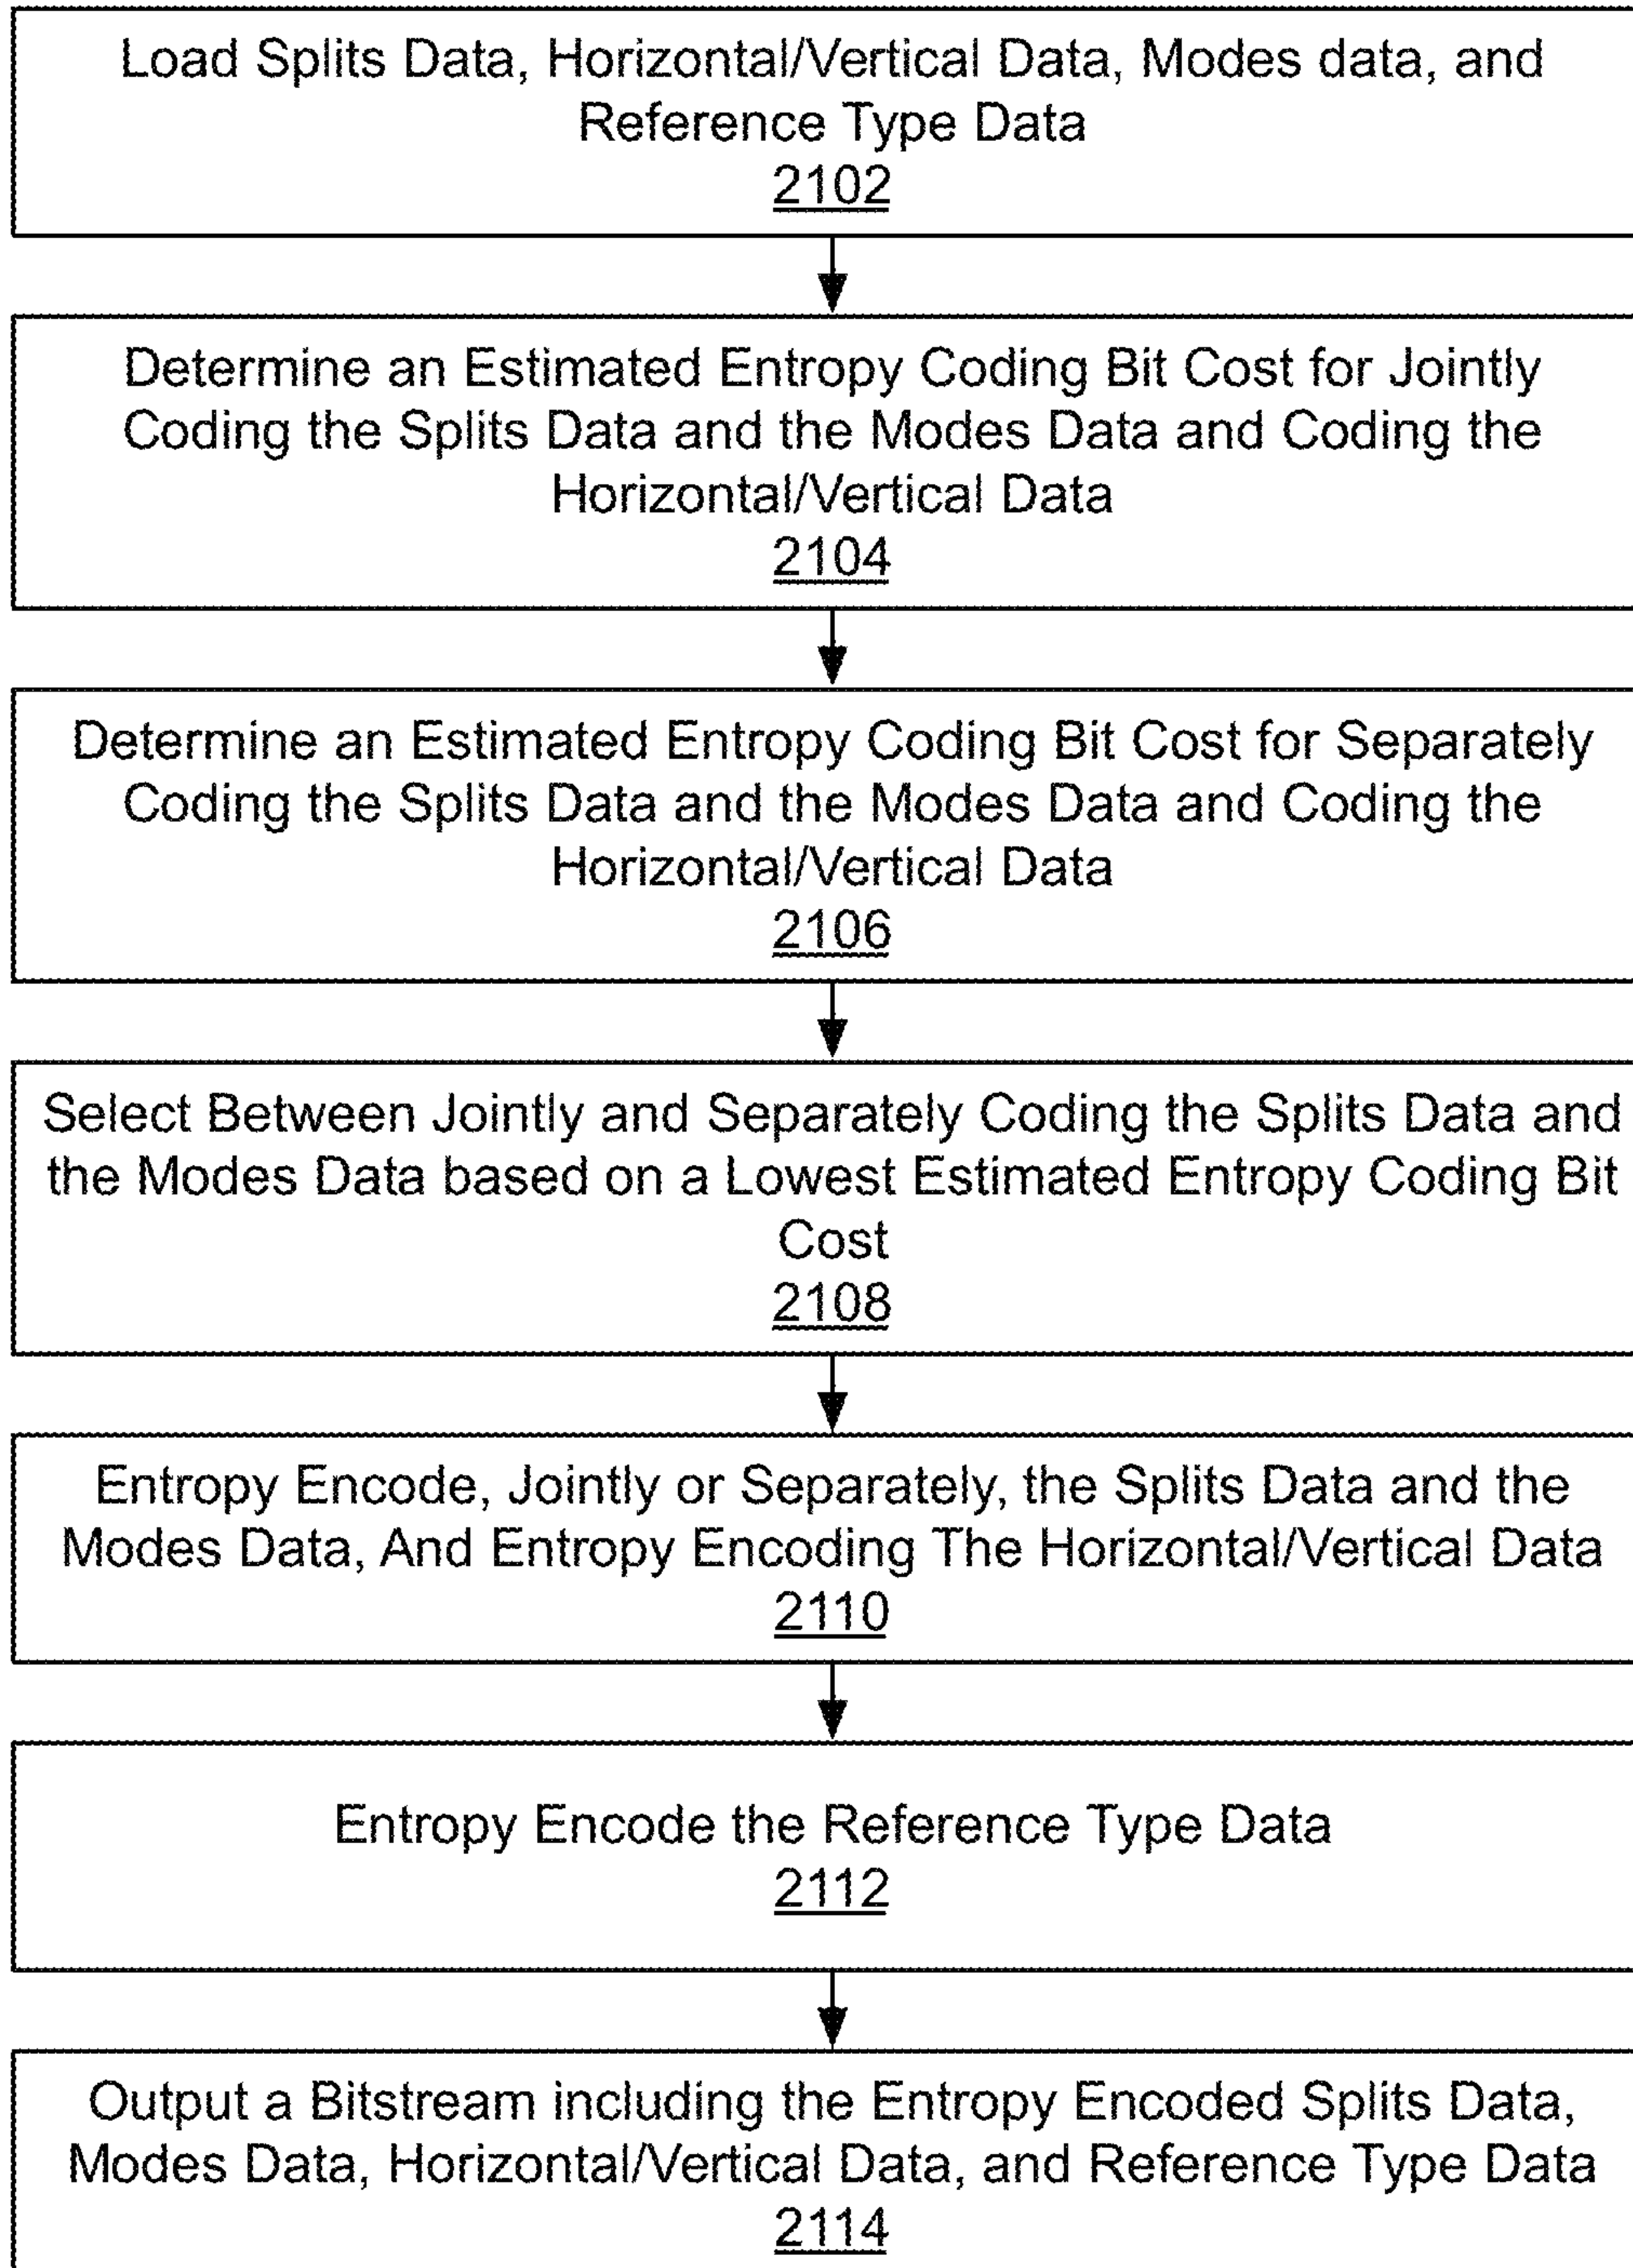 Load Splits Data, Horizontal/Vertical Data, Modes data, and
Reference Type Data
2102
Determine an Estimated Entropy Coding Bit Cost for Jointly
Coding the Splits Data and the Modes Data and Coding the
Horizontal/Vertical Data
2104
Determine an Estimated Entropy Coding Bit Cost for Separately
Coding the Splits Data and the Modes Data and Coding the
Horizontal/Vertical Data
2106
Select Between Jointly and Separately Coding the Splits Data and
the Modes Data based on a Lowest Estimated Entropy Coding Bit
Cost
2108
Entropy Encode, Jointly or Separately, the Splits Data and the
Modes Data, And Entropy Encoding The Horizontal/Vertical Data
2110
Entropy Encode the Reference Type Data
2112
Output a Bitstream including the Entropy Encoded Splits Data,
Modes Data, Horizontal/Vertical Data, and Reference Type Data
2114